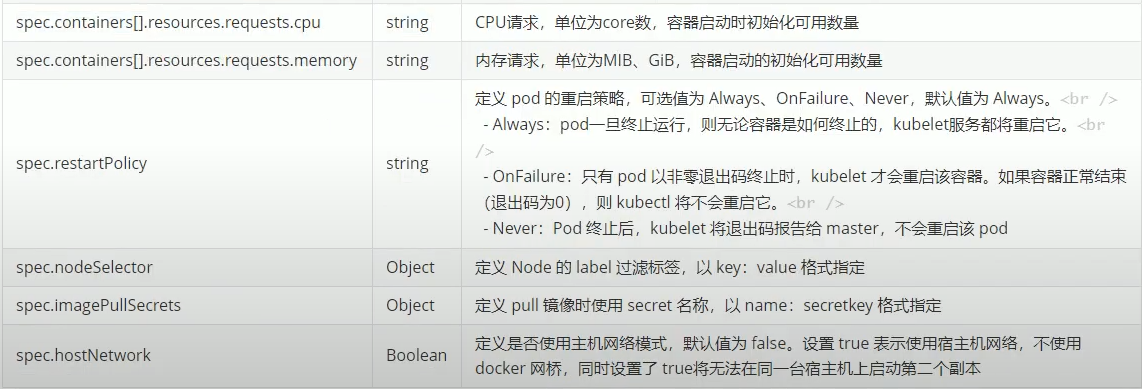 spec.containers[].resources.requests.cpu string CPU请求，单位为core数，容器启动时初始化可用数量
spec.containers[].resources.requests.memory string 内存请求，单位为MIB、GiB，容器启动的初始化可用数量
spec.restartPolicy string 定义 pod 的重启策略，可选值为 Always、OnFailure、Never，默认值为 Always。<br />
- Always：pod一旦终止运行，则无论容器是如何终止的，kubelet服务都将重启它。<br
/>
- OnFailure：只有 pod 以非零退出码终止时，kubelet 才会重启该容器。如果容器正常结束
（退出码为0），则 kubectl 将不会重启它。<br />
- Never：Pod 终止后，kubelet 将退出码报告给 master，不会重启该 pod
spec.nodeSelector Object 定义 Node 的 label 过滤标签，以 key：value 格式指定
spec.imagePullSecrets Object 定义 pull 镜像时使用 secret 名称，以 name：secretkey 格式指定
spec.hostNetwork Boolean 定义是否使用主机网络模式，默认值为 false。设置 true 表示使用宿主机网络，不使用
docker 网桥，同时设置了 true将无法在同一台宿主机上启动第二个副本